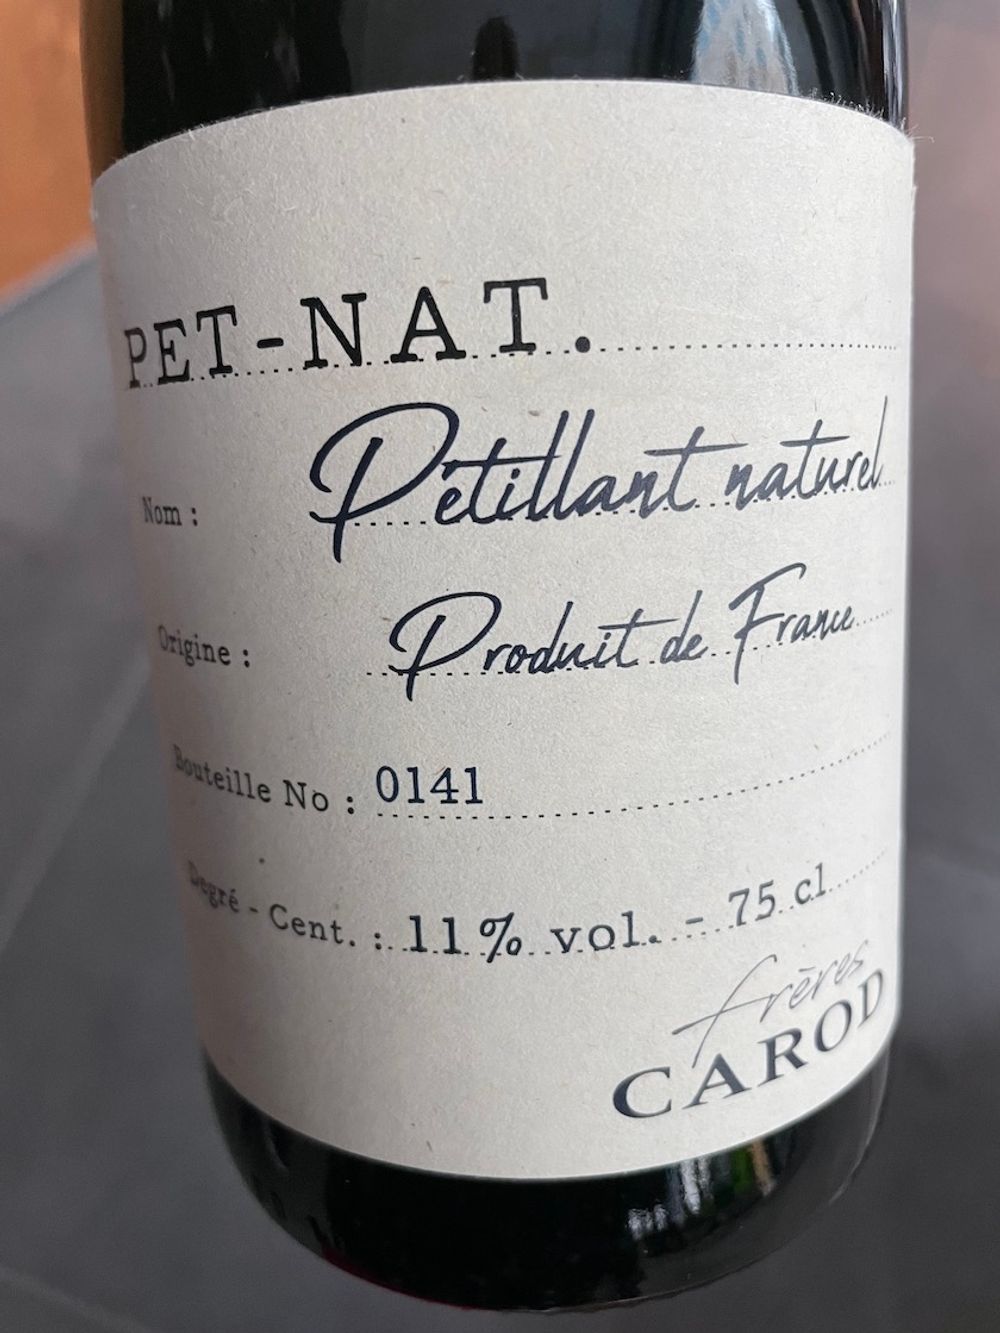 PET-NAT.
Nom : Pétillant naturel
Origine : Produit de France
Bouteille No : 0141
Degré - Cent. : 11% vol. - 75 cl
frères
CAROD